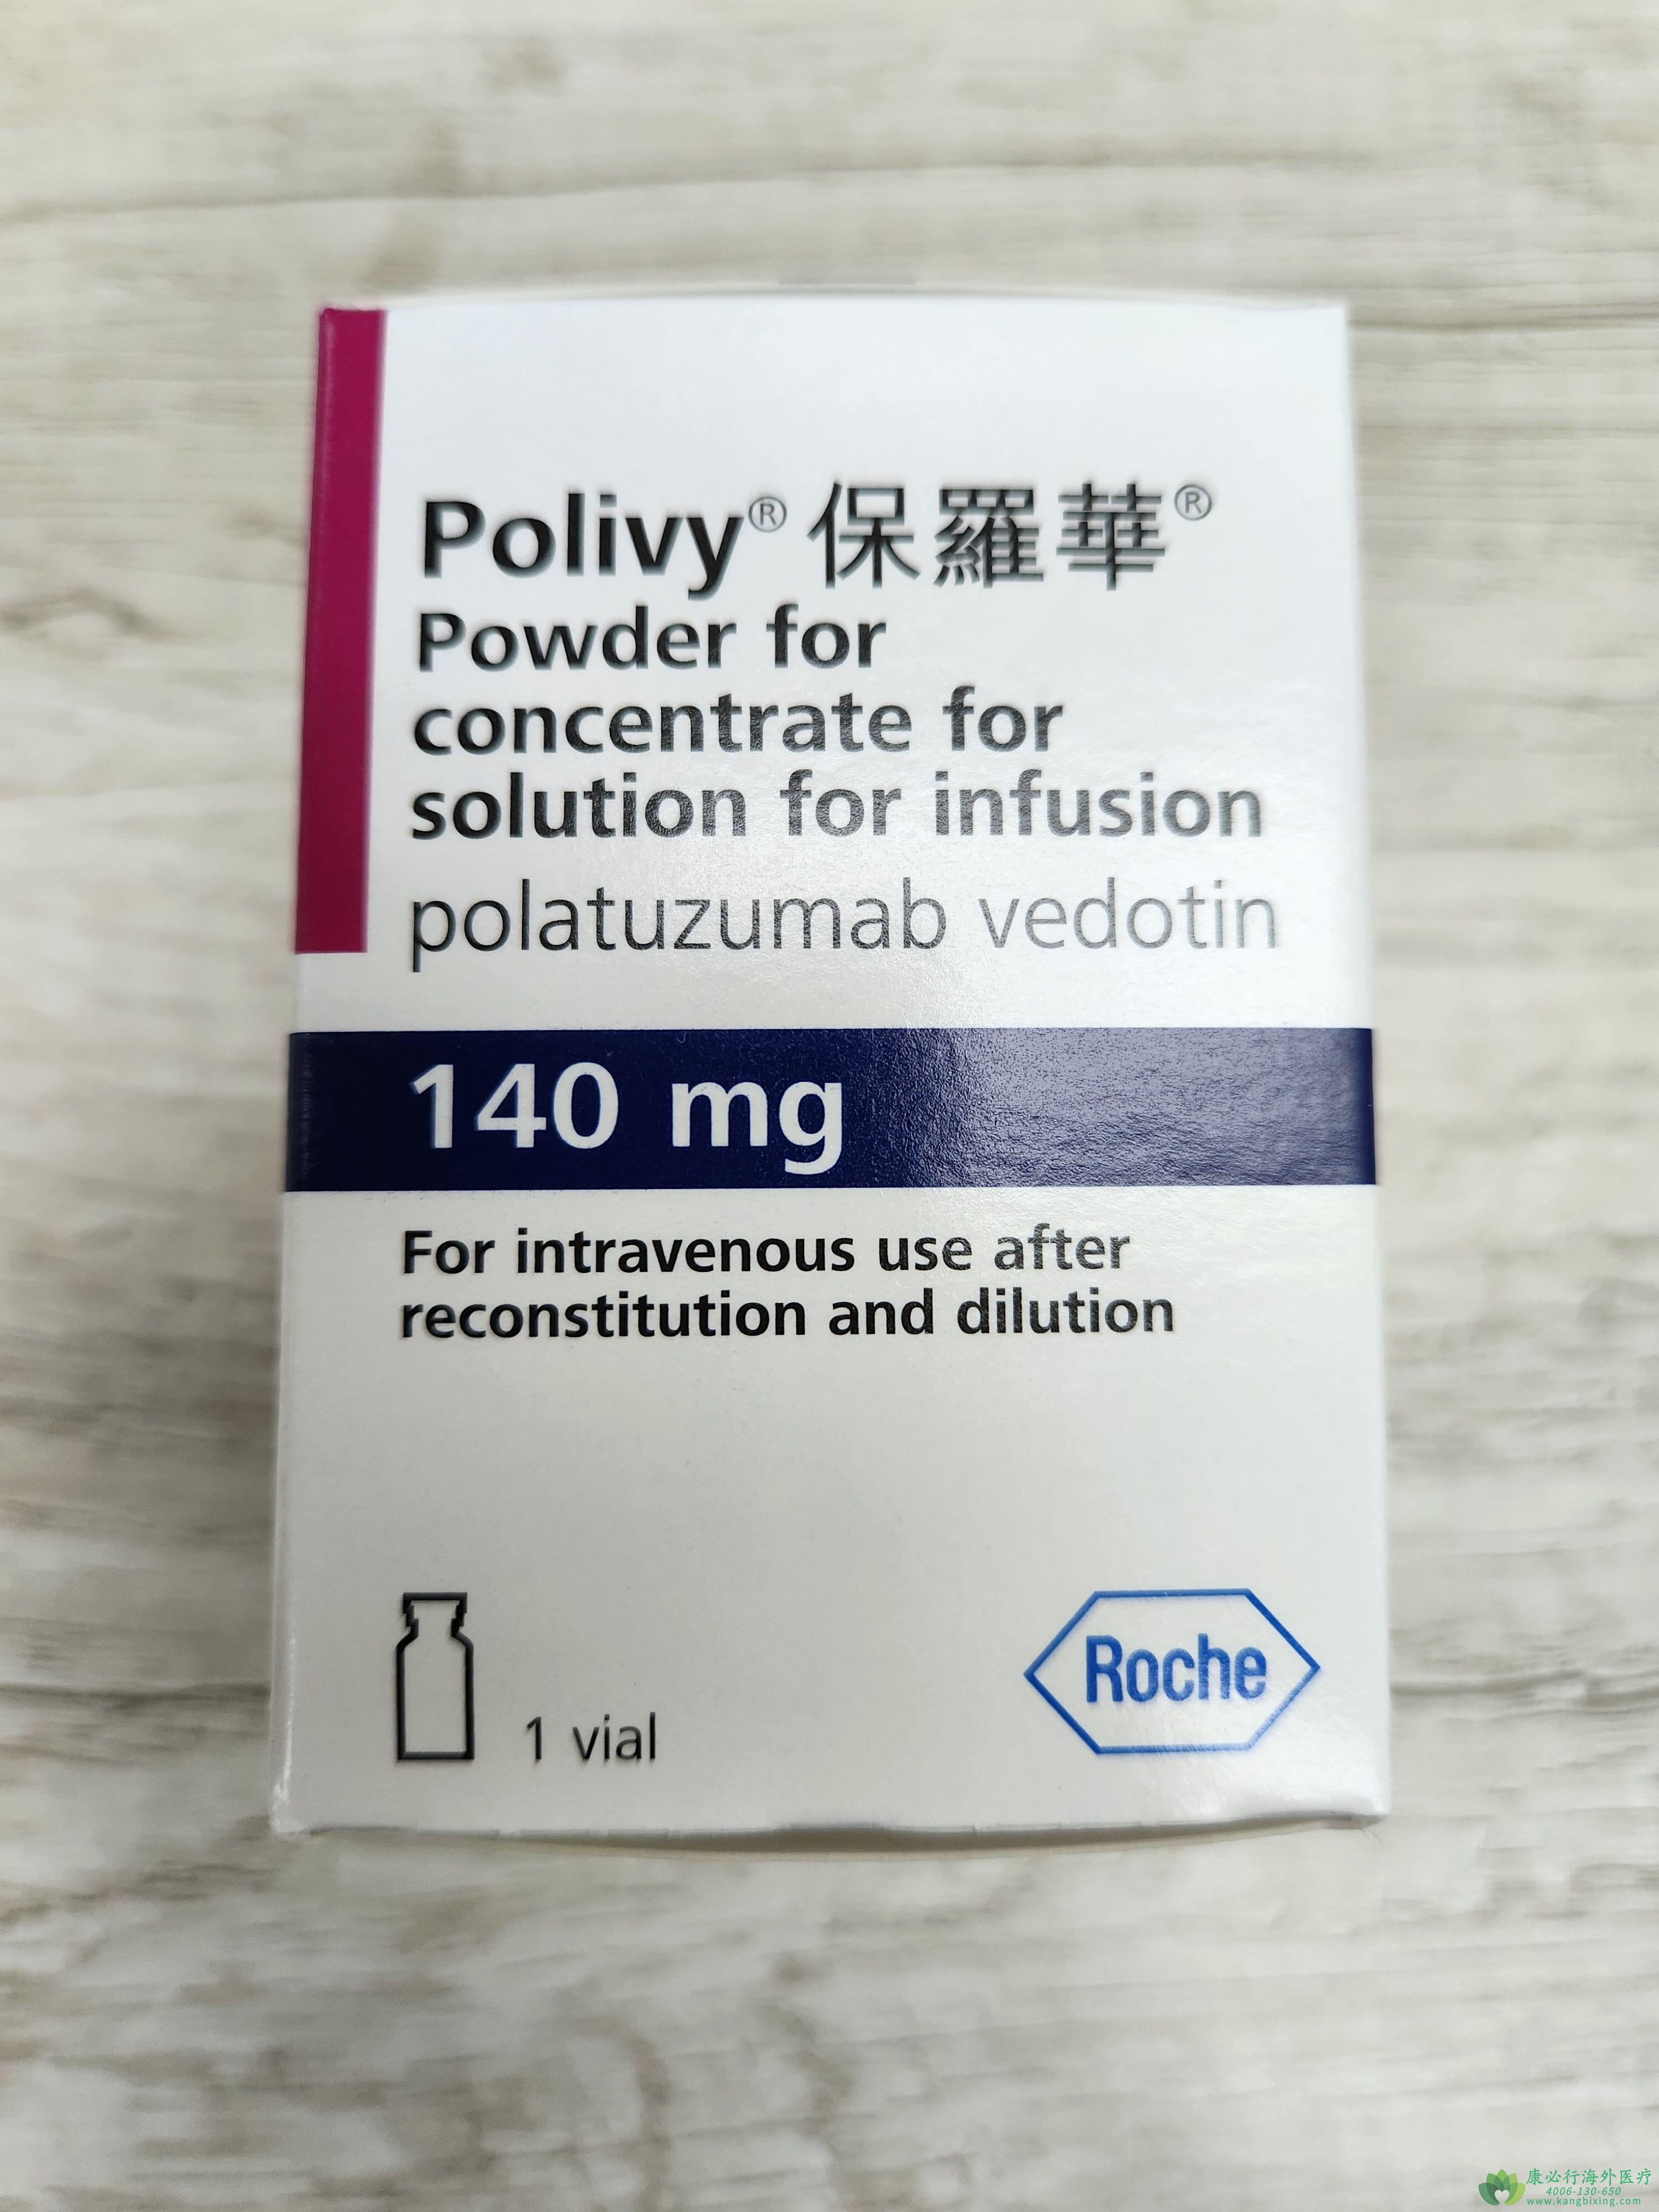 Polivy® 保羅華®
Powder for
concentrate for
solution for infusion
polatuzumab vedotin
140 mg
For intravenous use after
reconstitution and dilution
1 vial
Roche
康必行海外医疗
4006-130-650
www.kangbixing.com